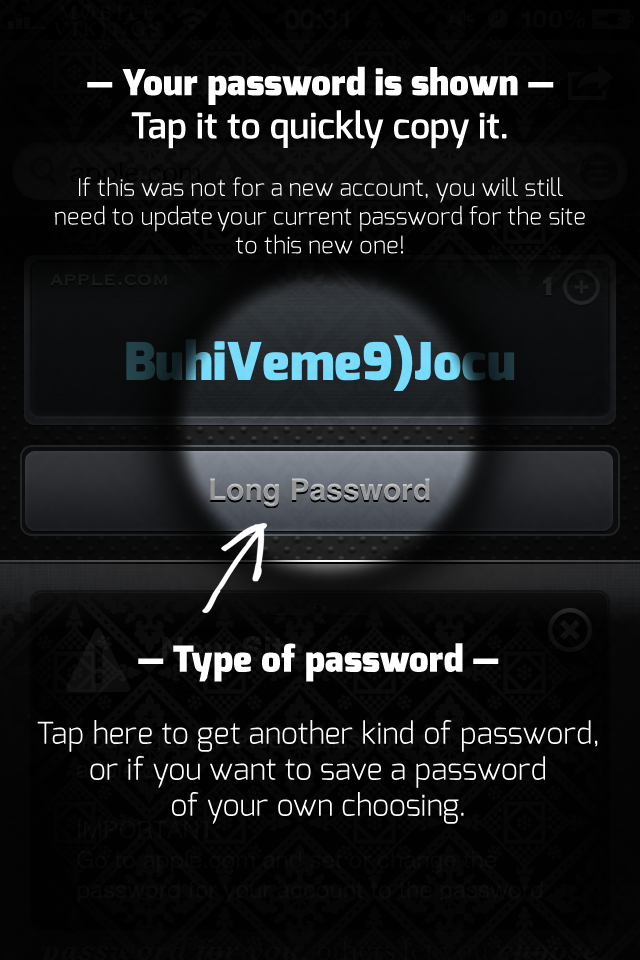 00:31 100%
— Your password is shown —
Tap it to quickly copy it.
If this was not for a new account, you will still
need to update your current password for the site
to this new one!
APPLE.COM 1
BuhiVeme9)Jocu
Long Password
— Type of password —
Tap here to get another kind of password,
or if you want to save a password
of your own choosing.
IMPORTANT
Go to apple.com and set or change the
password for your account to the password